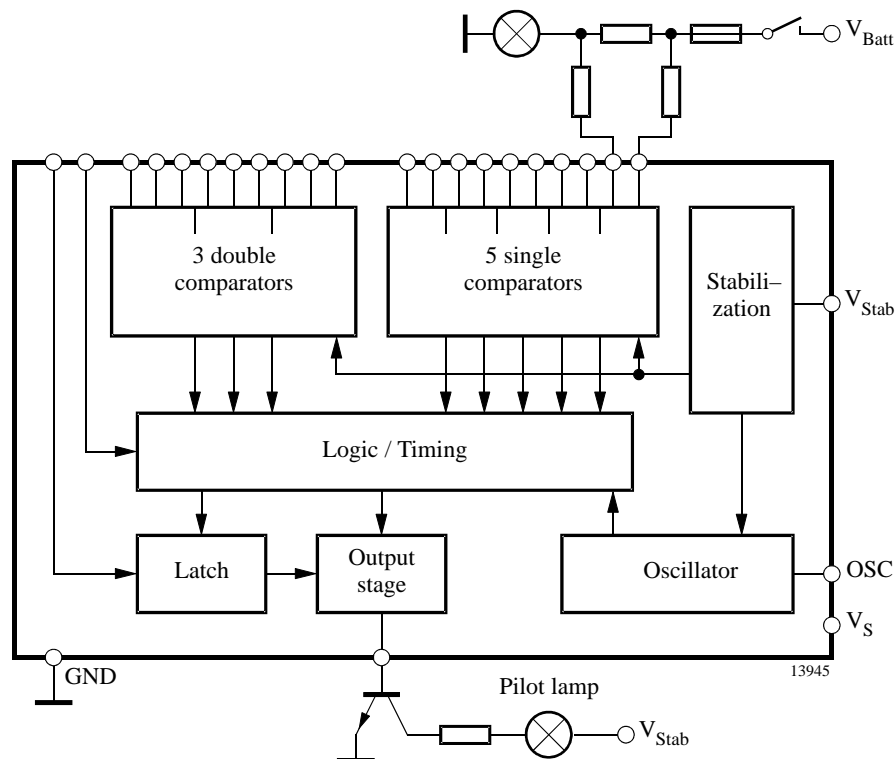 V_Batt
3 double
comparators
5 single
comparators
Stabili–
zation
V_Stab
Logic / Timing
Latch
Output
stage
Oscillator
OSC
V_S
GND
13945
Pilot lamp
V_Stab